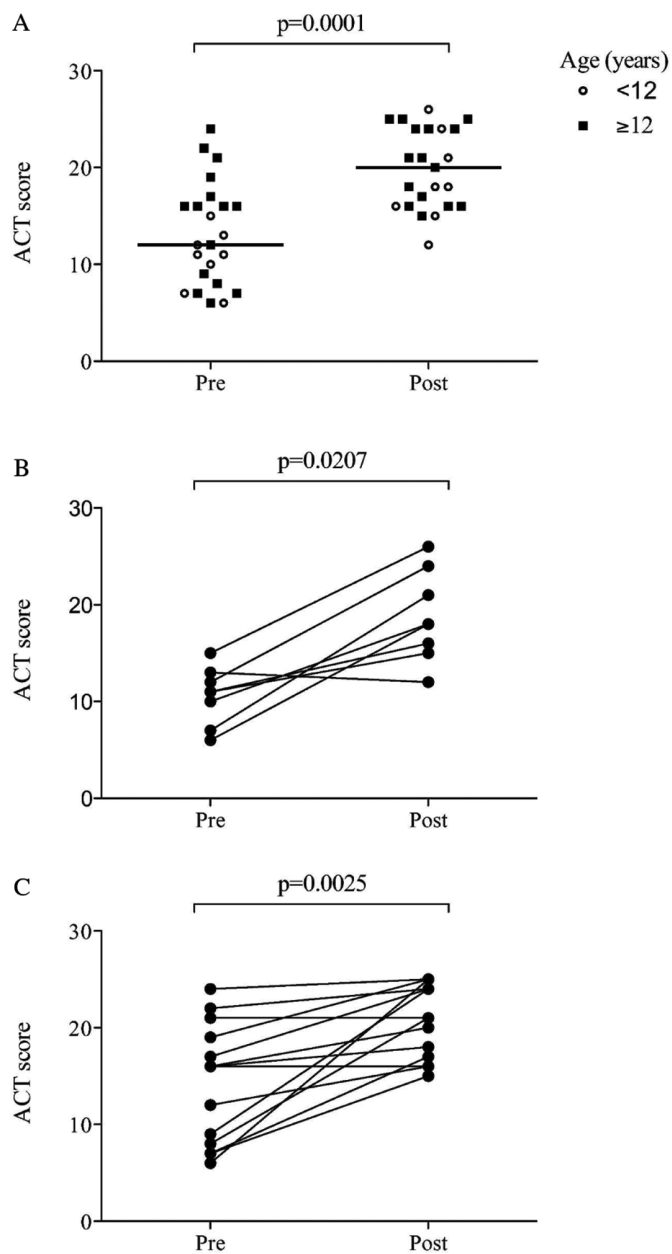 A
p=0.0001
Age (years)
<12
≥12
30
20
10
0
ACT score
Pre
Post
B
p=0.0207
30
20
10
0
ACT score
Pre
Post
C
p=0.0025
30
20
10
0
ACT score
Pre
Post